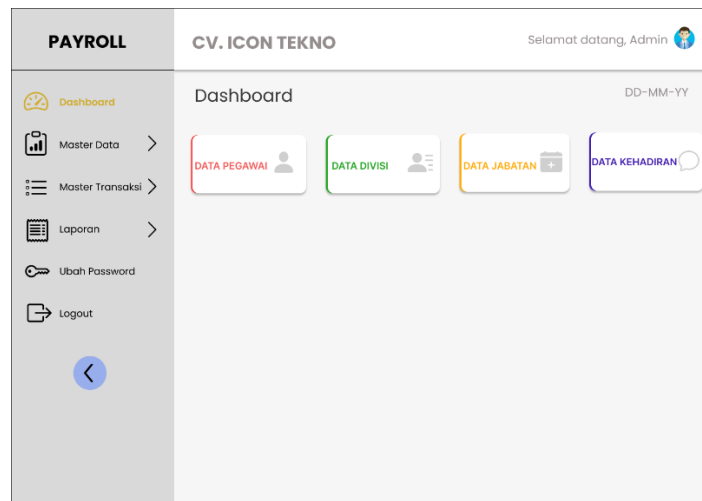 PAYROLL
CV. ICON TEKNO
Selamat datang, Admin
Dashboard
Master Data
Master Transaksi
Laporan
Ubah Password
Logout
Dashboard
DD-MM-YY
DATA PEGAWAI
DATA DIVISI
DATA JABATAN
DATA KEHADIRAN